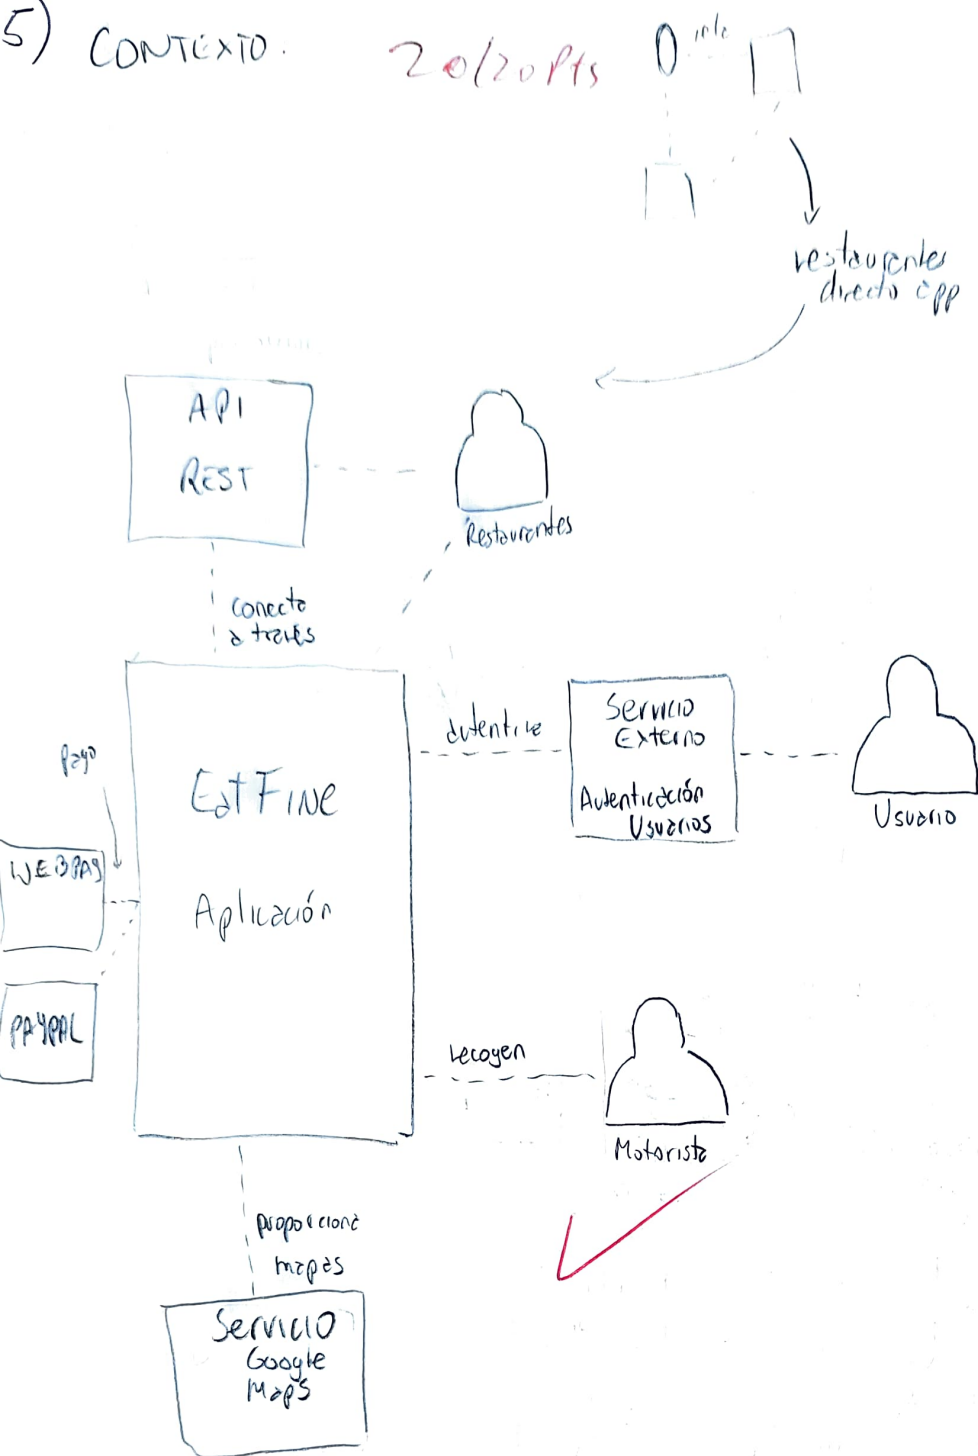 5) CONTEXTO.
20/20 Pts
restaurantes
directo app
API
REST
Restaurantes
conecta
a través
autentica
Servicio
Externo
Autenticación
Usuarios
Usuario
Pago
EatFine
Aplicación
WEBPAY
PAYPAL
recogen
Motorista
proporciona
mapas
Servicio
Google
Maps